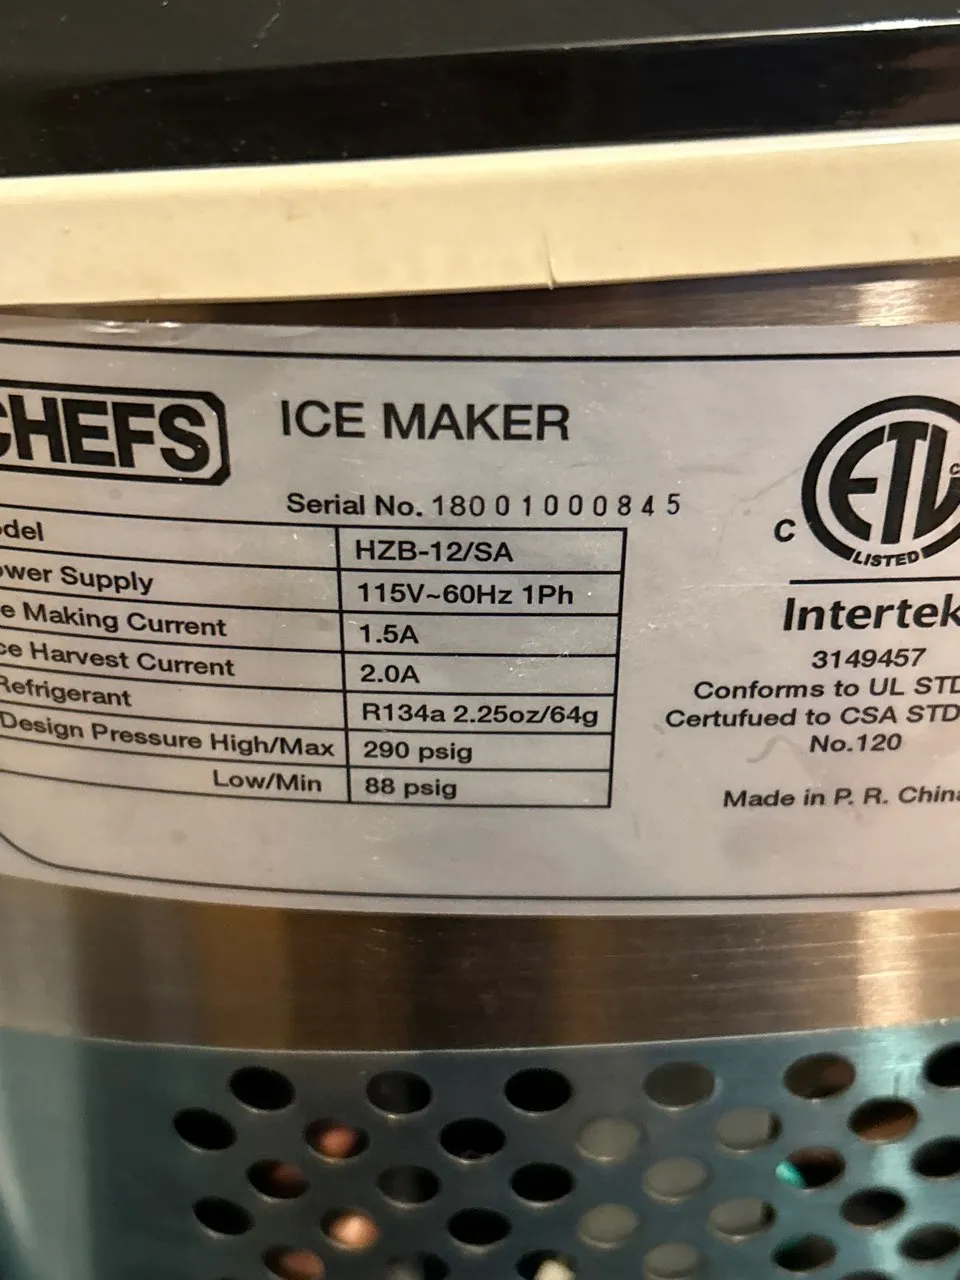 CHEFS
ICE MAKER
Serial No. 18001000845
odel HZB-12/SA
ower Supply 115V~60Hz 1Ph
e Making Current 1.5A
ce Harvest Current 2.0A
Refrigerant R134a 2.25oz/64g
Design Pressure High/Max 290 psig
Low/Min 88 psig
ETL
C
LISTED
Intertek
3149457
Conforms to UL STD
Certufued to CSA STD
No.120
Made in P. R. China